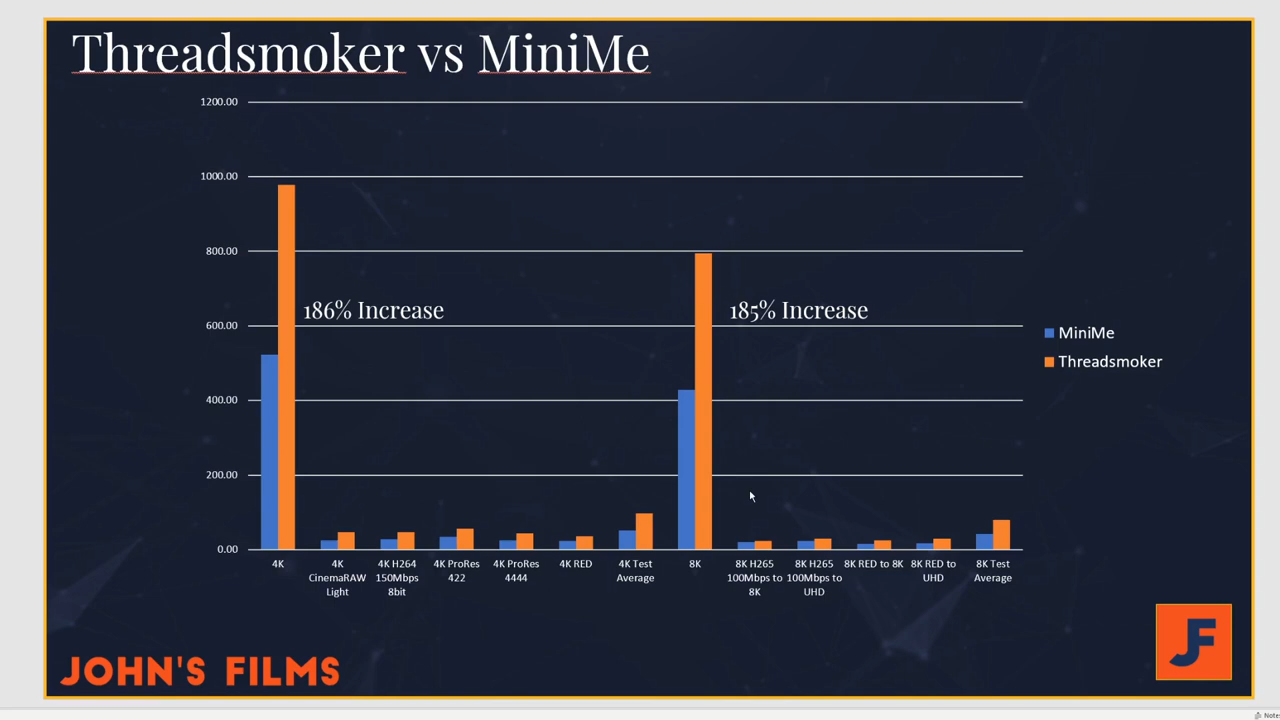 Threadsmoker vs MiniMe
1200.00
1000.00
800.00
600.00
400.00
200.00
0.00
186% Increase
185% Increase
MiniMe
Threadsmoker
4K
4K
CinemaRAW
Light
4K H264
150Mbps
8bit
4K ProRes
422
4K ProRes
4444
4K RED
4K Test
Average
8K
8K H265
100Mbps to
8K
8K H265
100Mbps to
UHD
8K RED to 8K
8K RED to
UHD
8K Test
Average
JOHN'S FILMS
JF